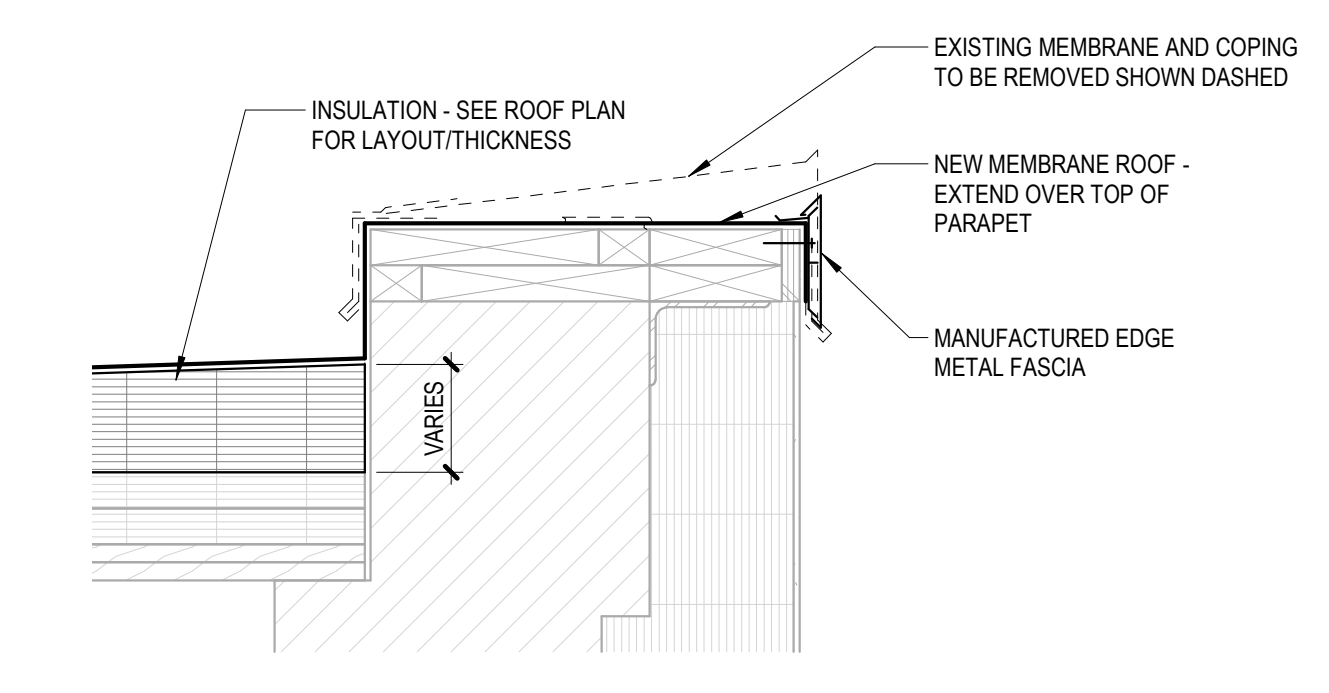 EXISTING MEMBRANE AND COPING
TO BE REMOVED SHOWN DASHED
INSULATION - SEE ROOF PLAN
FOR LAYOUT/THICKNESS
NEW MEMBRANE ROOF -
EXTEND OVER TOP OF
PARAPET
MANUFACTURED EDGE
METAL FASCIA
VARIES